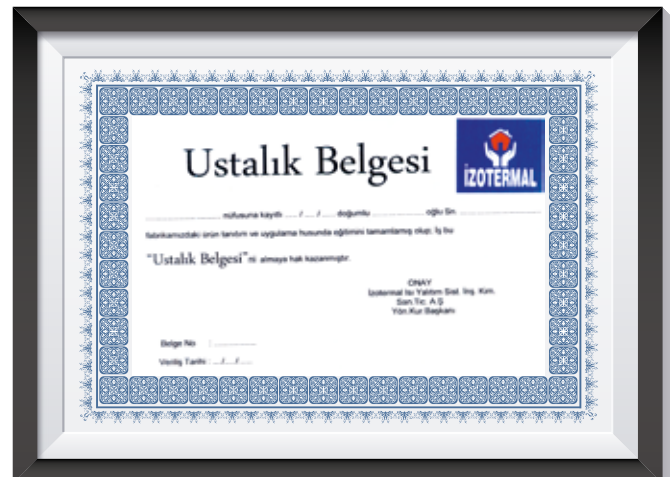 Ustalık Belgesi
İZOTERMAL
........................ nüfusuna kayıtlı ..... / ..... / ..... doğumlu .................. oğlu Sn. ..........................
fabrikamızdaki ürün tanıtım ve uygulama husunda eğitimini tamamlamış olup; İş bu
"Ustalık Belgesi"ni almaya hak kazanmıştır.
ONAY
İzotermal Isı Yalıtım Sist. İnş. Kim.
San.Tic. A.Ş
Yön.Kur Başkanı
Belge No : ..............
Veriliş Tarihi : .../.../.....